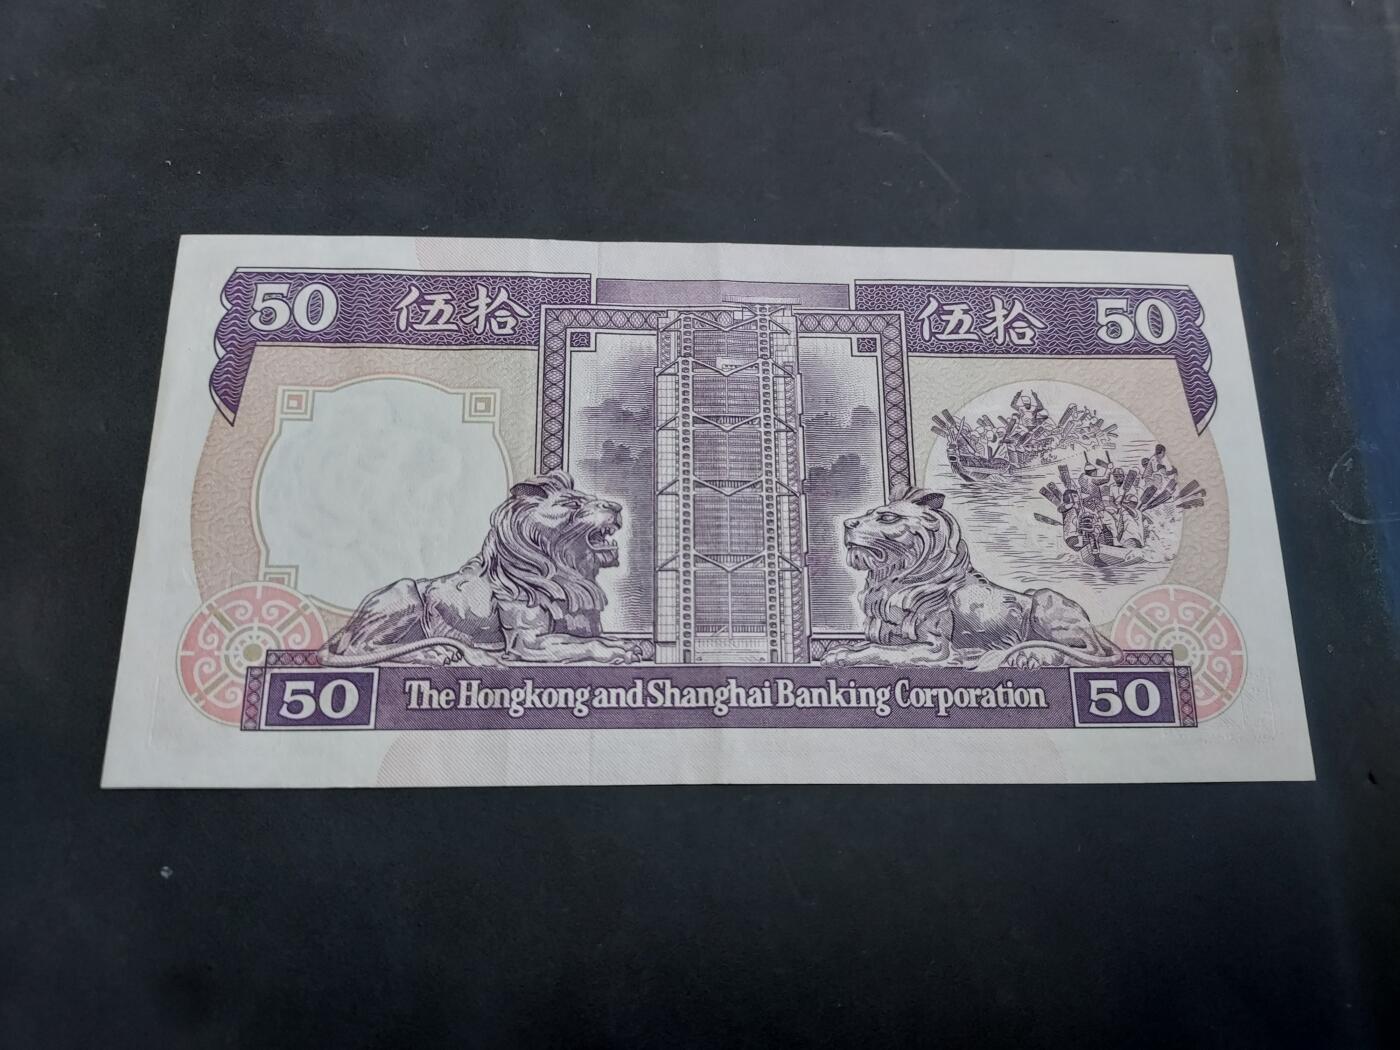 50 伍拾 伍拾 50
50 The Hongkong and Shanghai Banking Corporation 50